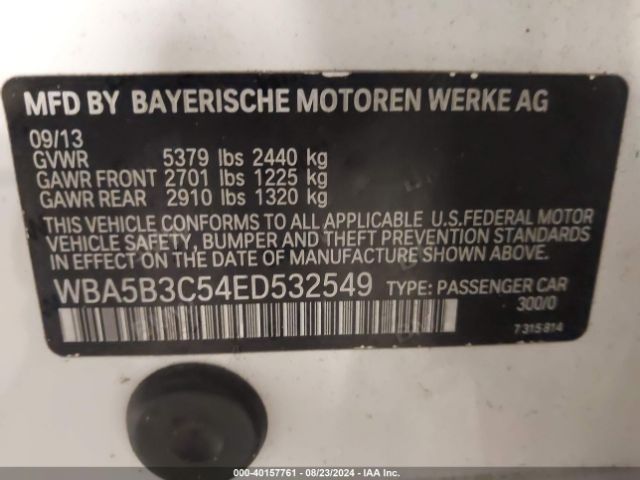 MFD BY BAYERISCHE MOTOREN WERKE AG
09/13
GVWR 5379 lbs 2440 kg
GAWR FRONT 2701 lbs 1225 kg
GAWR REAR 2910 lbs 1320 kg
THIS VEHICLE CONFORMS TO ALL APPLICABLE U.S.FEDERAL MOTOR
VEHICLE SAFETY, BUMPER AND THEFT PREVENTION STANDARDS
IN EFFECT ON THE DATE OF MANUFACTURE SHOWN ABOVE.
WBA5B3C54ED532549 TYPE: PASSENGER CAR
300/0
7 315 814
000-40157761 - 08/23/2024 - IAA Inc.